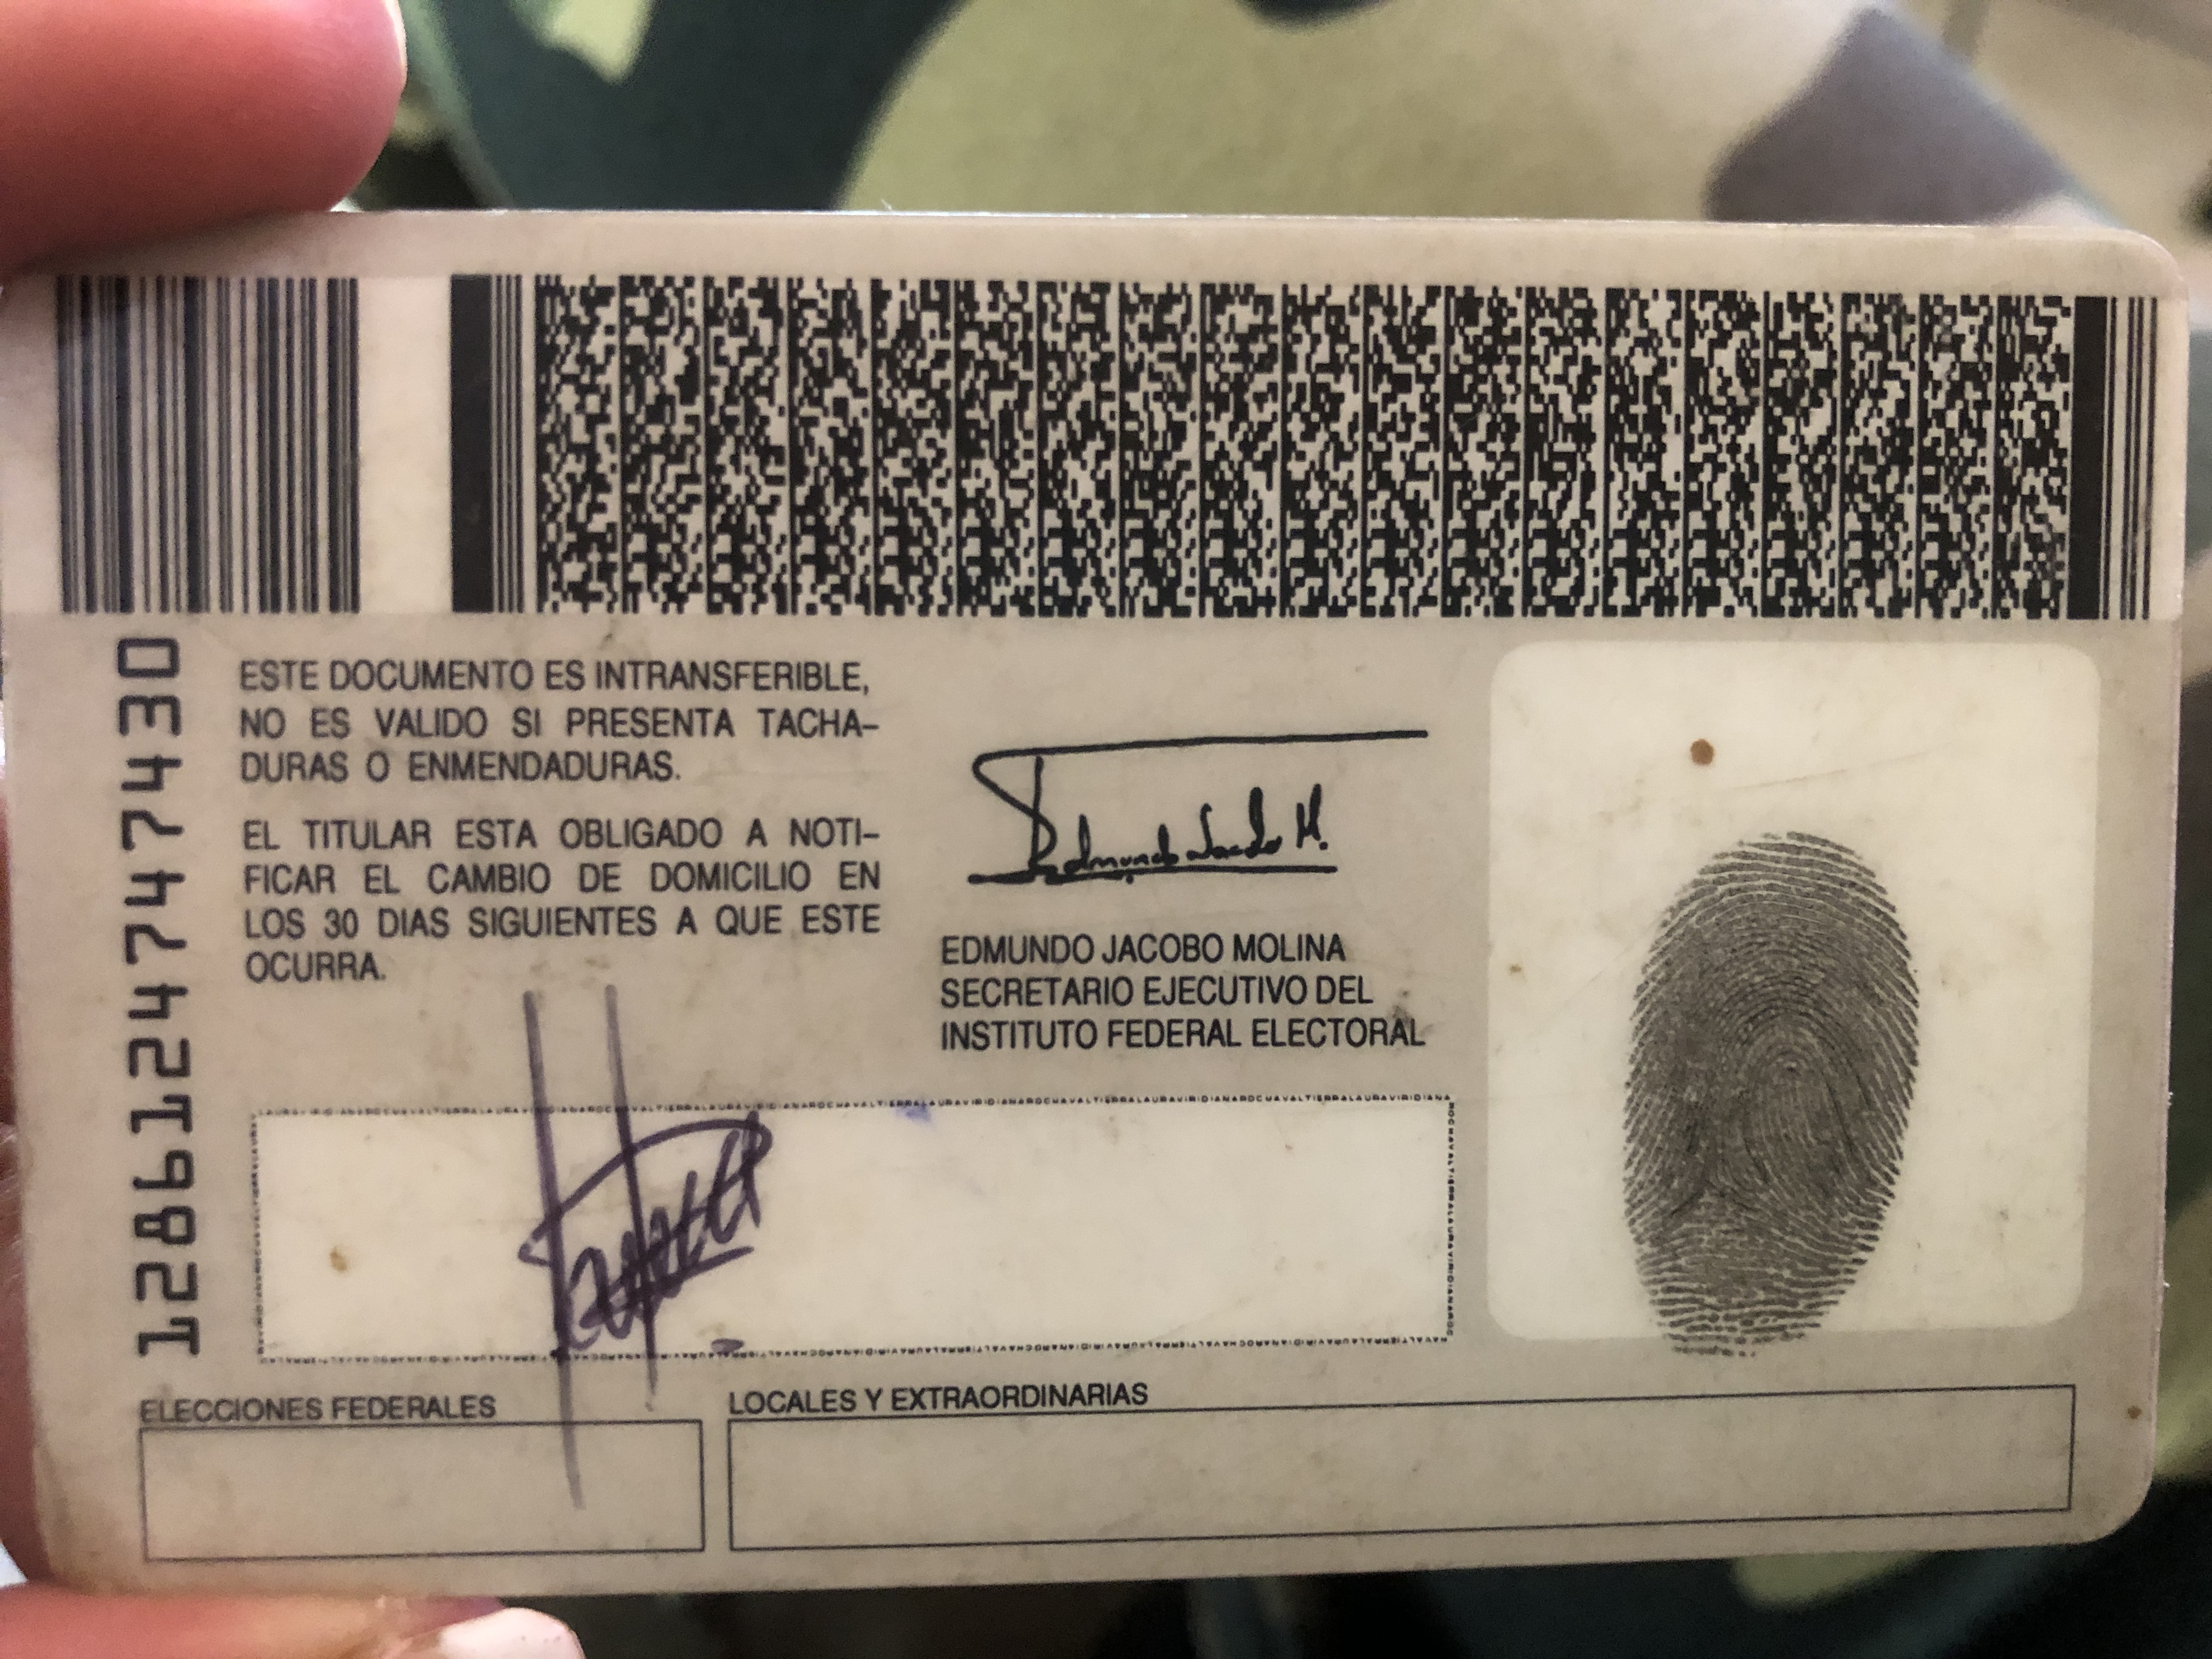 1286124747430
ESTE DOCUMENTO ES INTRANSFERIBLE,
NO ES VALIDO SI PRESENTA TACHA–
DURAS O ENMENDADURAS.
EL TITULAR ESTA OBLIGADO A NOTI–
FICAR EL CAMBIO DE DOMICILIO EN
LOS 30 DIAS SIGUIENTES A QUE ESTE
OCURRA.
Edmundo Jacobo M.
EDMUNDO JACOBO MOLINA
SECRETARIO EJECUTIVO DEL
INSTITUTO FEDERAL ELECTORAL
ELECCIONES FEDERALES
LOCALES Y EXTRAORDINARIAS